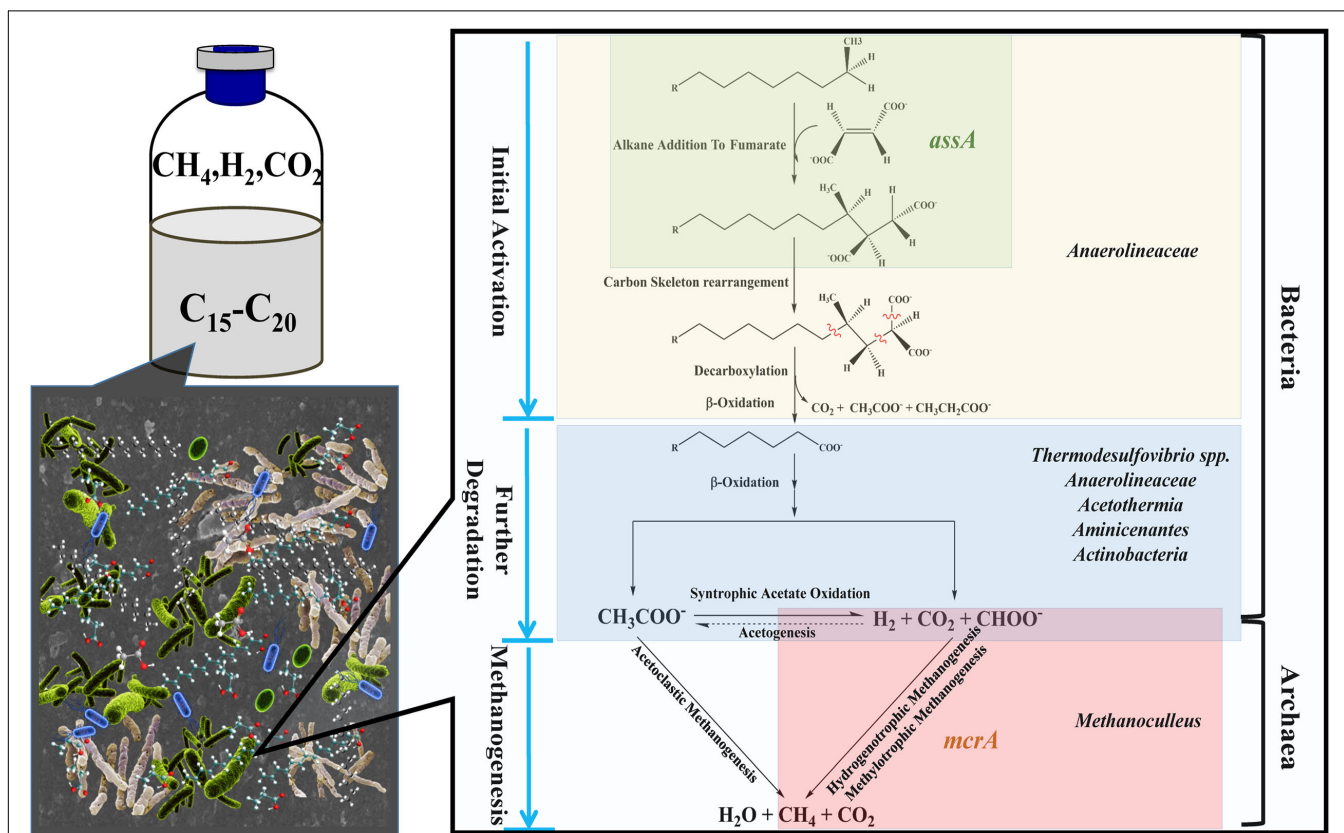 CH₄,H₂,CO₂
C₁₅-C₂₀
Initial Activation
Further
Degradation
Methanogenesis
CH3
H
H
R
H
COO⁻
Alkane Addition To Fumarate
assA
⁻OOC
H
H₃C
H
H
COO⁻
R
H
⁻OOC
H
Anaerolineaceae
Carbon Skeleton rearrangement
H₃C
H
COO⁻
H
R
COO⁻
H
H
Decarboxylation
β-Oxidation
CO₂ + CH₃COO⁻ + CH₃CH₂COO⁻
R
COO⁻
β-Oxidation
Thermodesulfovibrio spp.
Anaerolineaceae
Acetothermia
Aminicenantes
Actinobacteria
Syntrophic Acetate Oxidation
CH₃COO⁻
H₂ + CO₂ + CHOO⁻
Acetogenesis
Acetoclastic Methanogenesis
Hydrogenotrophic Methanogenesis
Methylotrophic Methanogenesis
mcrA
Methanoculleus
H₂O + CH₄ + CO₂
Bacteria
Archaea